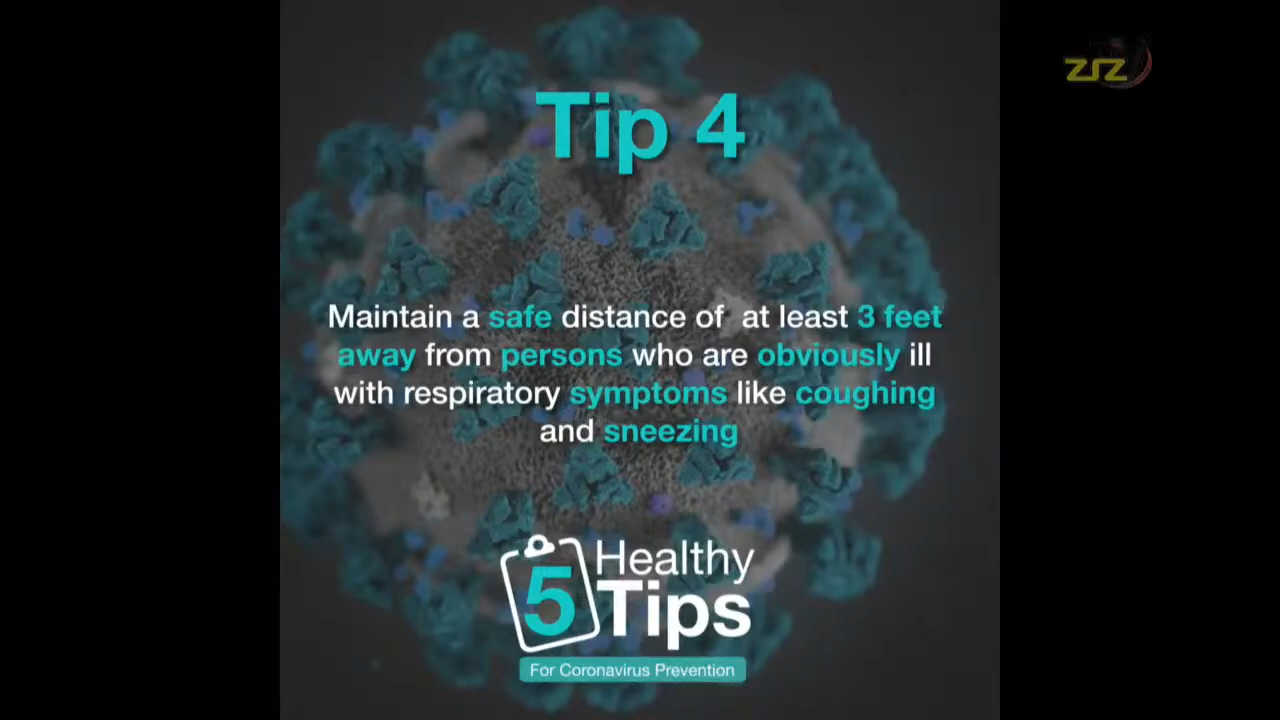 ZIZ
Tip 4
Maintain a safe distance of at least 3 feet
away from persons who are obviously ill
with respiratory symptoms like coughing
and sneezing
5 Healthy
Tips
For Coronavirus Prevention